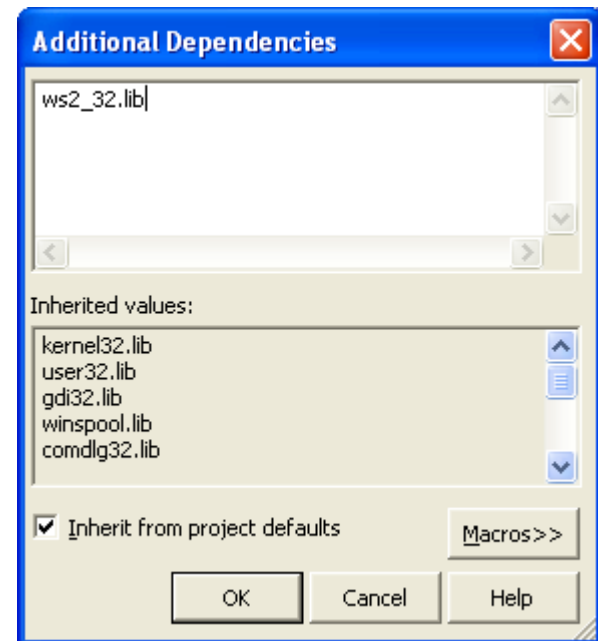 Additional Dependencies
ws2_32.lib
Inherited values:
kernel32.lib
user32.lib
gdi32.lib
winspool.lib
comdlg32.lib
Inherit from project defaults
Macros>>
OK
Cancel
Help